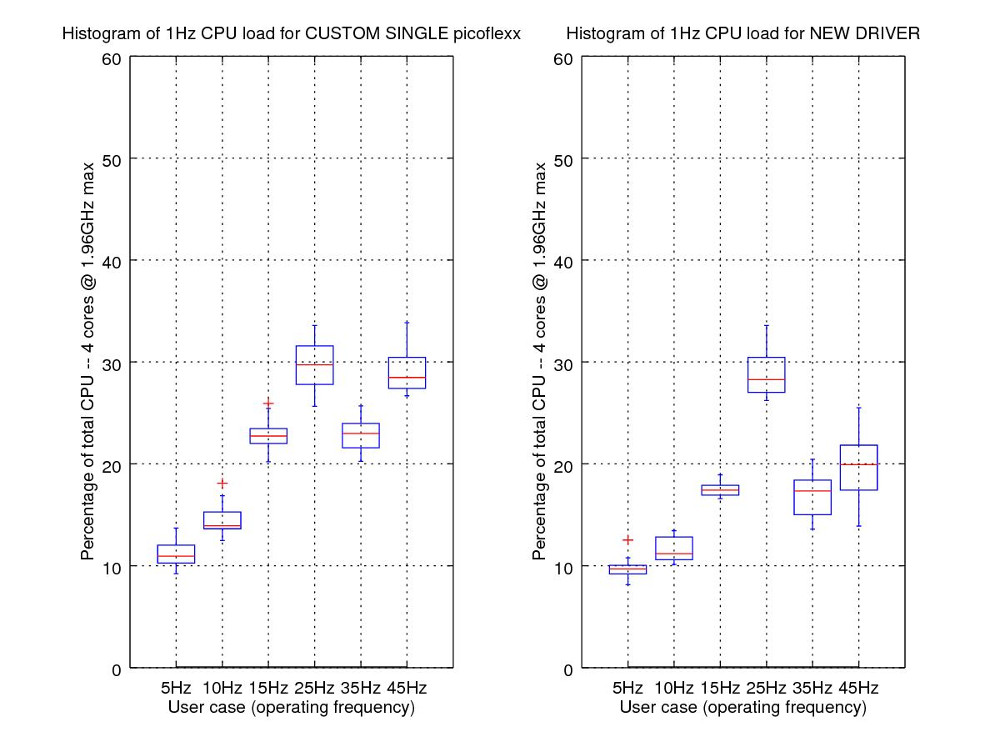 Histogram of 1Hz CPU load for CUSTOM SINGLE picoflexx
Percentage of total CPU -- 4 cores @ 1.96GHz max
60
50
40
30
20
10
0
5Hz 10Hz 15Hz 25Hz 35Hz 45Hz
User case (operating frequency)
Histogram of 1Hz CPU load for NEW DRIVER
Percentage of total CPU -- 4 cores @ 1.96GHz max
60
50
40
30
20
10
0
5Hz 10Hz 15Hz 25Hz 35Hz 45Hz
User case (operating frequency)